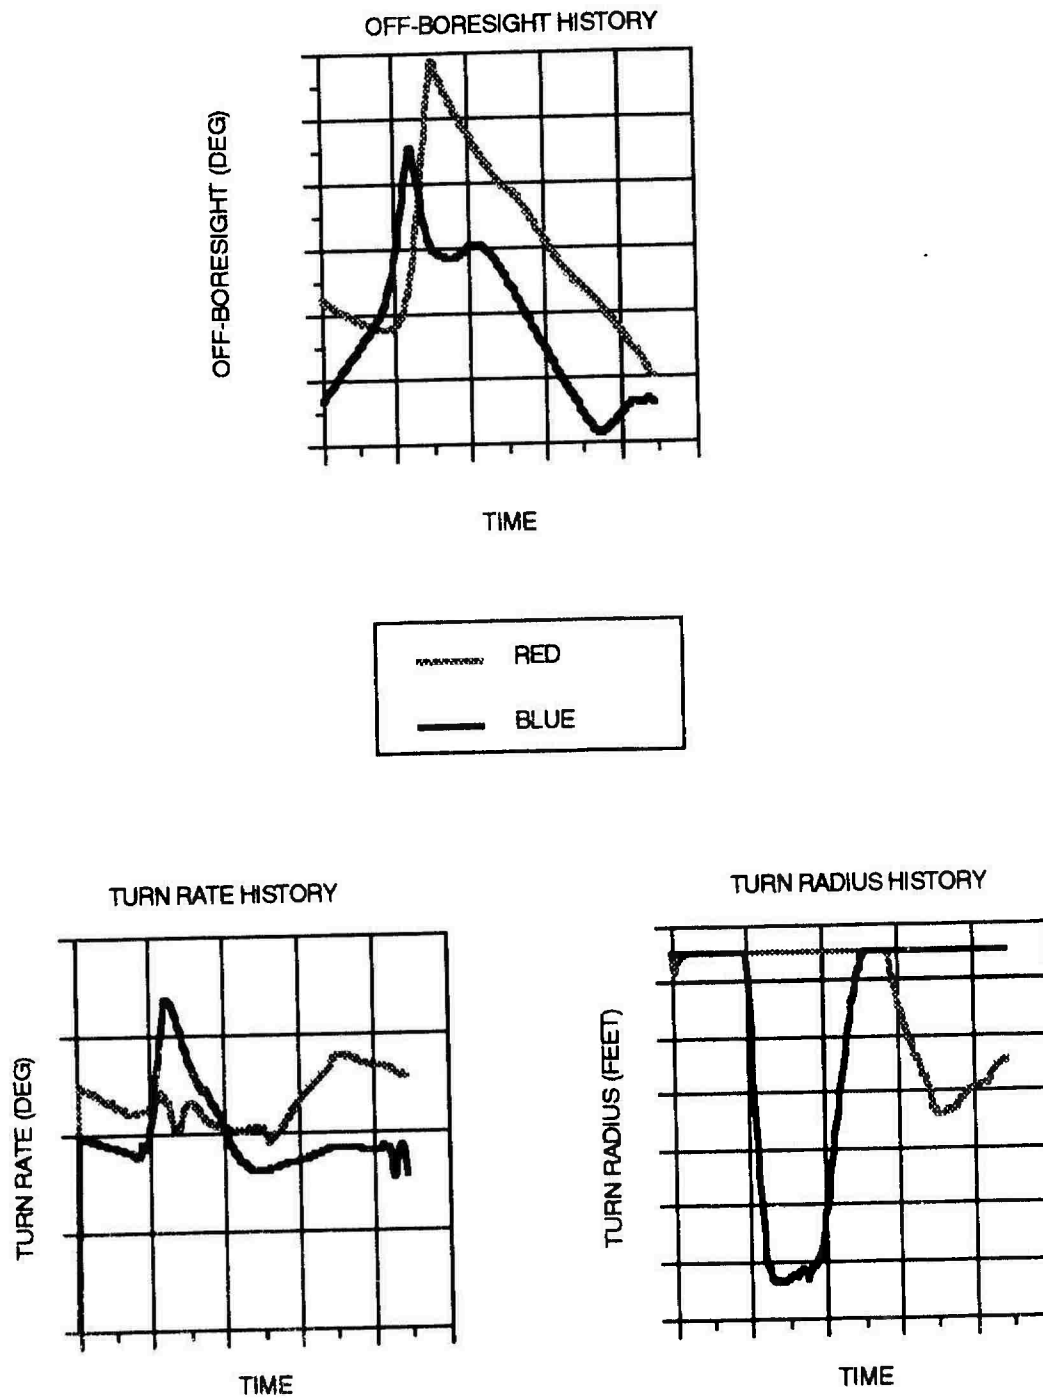 OFF-BORESIGHT HISTORY
OFF-BORESIGHT (DEG)
TIME
RED
BLUE
TURN RATE HISTORY
TURN RATE (DEG)
TIME
TURN RADIUS HISTORY
TURN RADIUS (FEET)
TIME